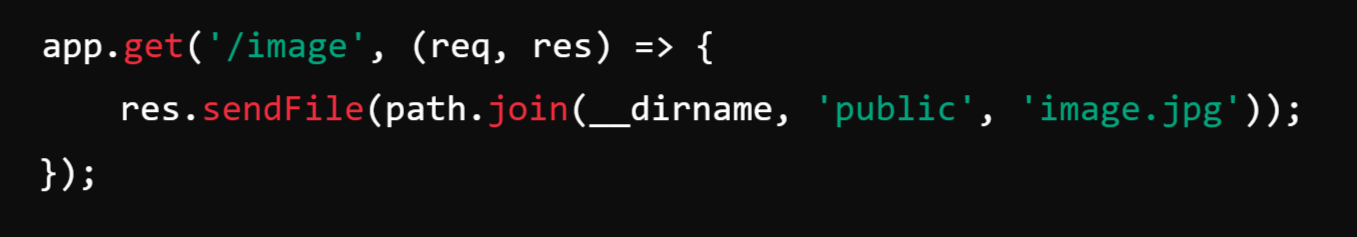 app.get('/image', (req, res) => {
    res.sendFile(path.join(__dirname, 'public', 'image.jpg'));
});